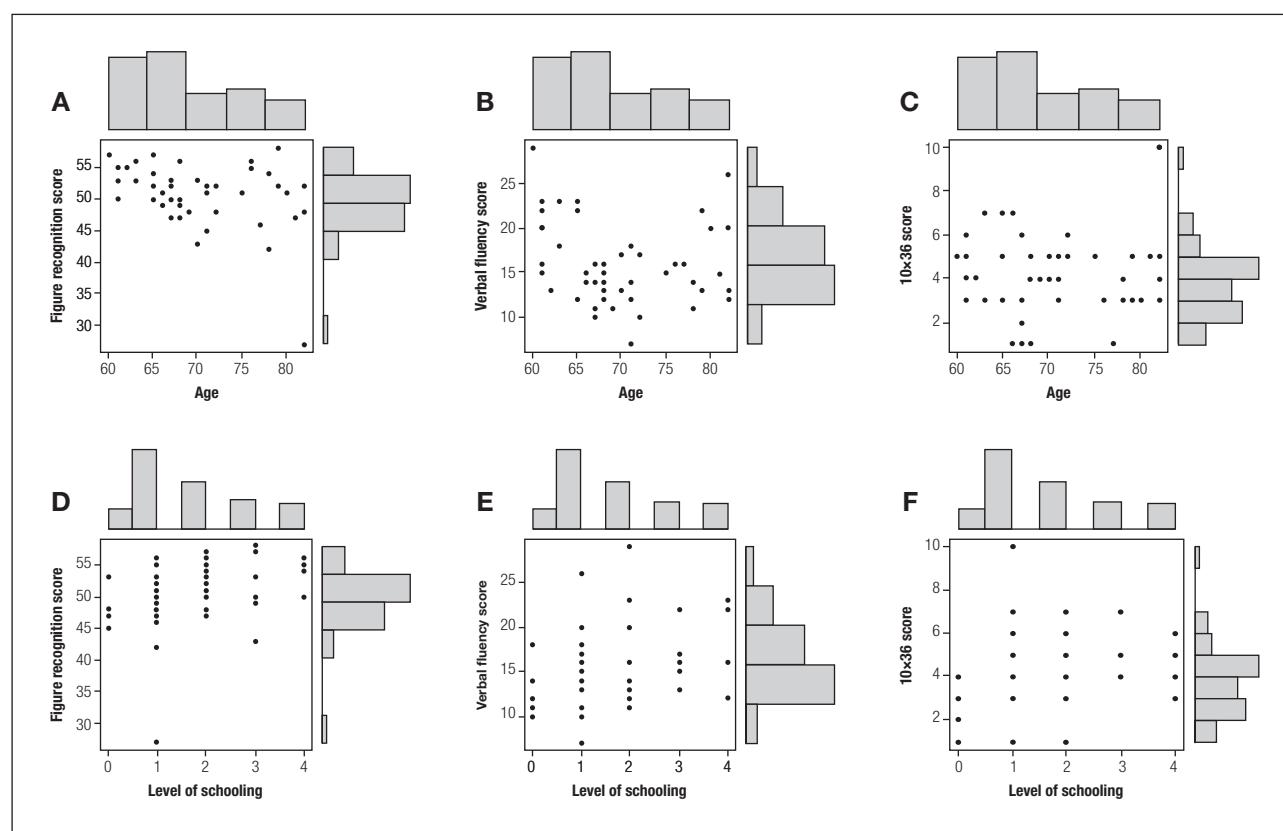 A
Figure recognition score
55
50
45
40
35
30
60 65 70 75 80
Age
B
Verbal fluency score
25
20
15
10
60 65 70 75 80
Age
C
10×36 score
10
8
6
4
2
60 65 70 75 80
Age
D
Figure recognition score
55
50
45
40
35
30
0 1 2 3 4
Level of schooling
E
Verbal fluency score
25
20
15
10
0 1 2 3 4
Level of schooling
F
10×36 score
10
8
6
4
2
0 1 2 3 4
Level of schooling